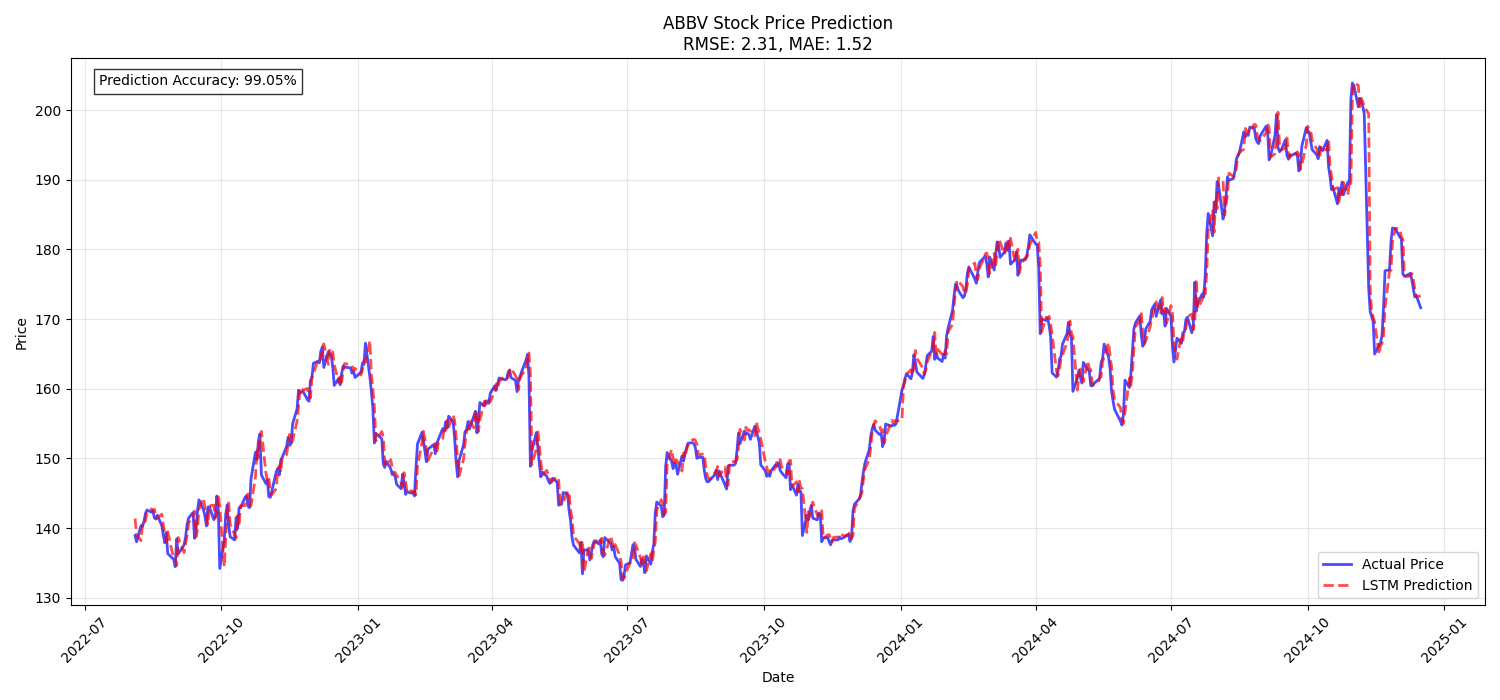 ABBV Stock Price Prediction
RMSE: 2.31, MAE: 1.52
Prediction Accuracy: 99.05%
Price
200
190
180
170
160
150
140
130
Actual Price
LSTM Prediction
2022-07
2022-10
2023-01
2023-04
2023-07
2023-10
2024-01
2024-04
2024-07
2024-10
2025-01
Date